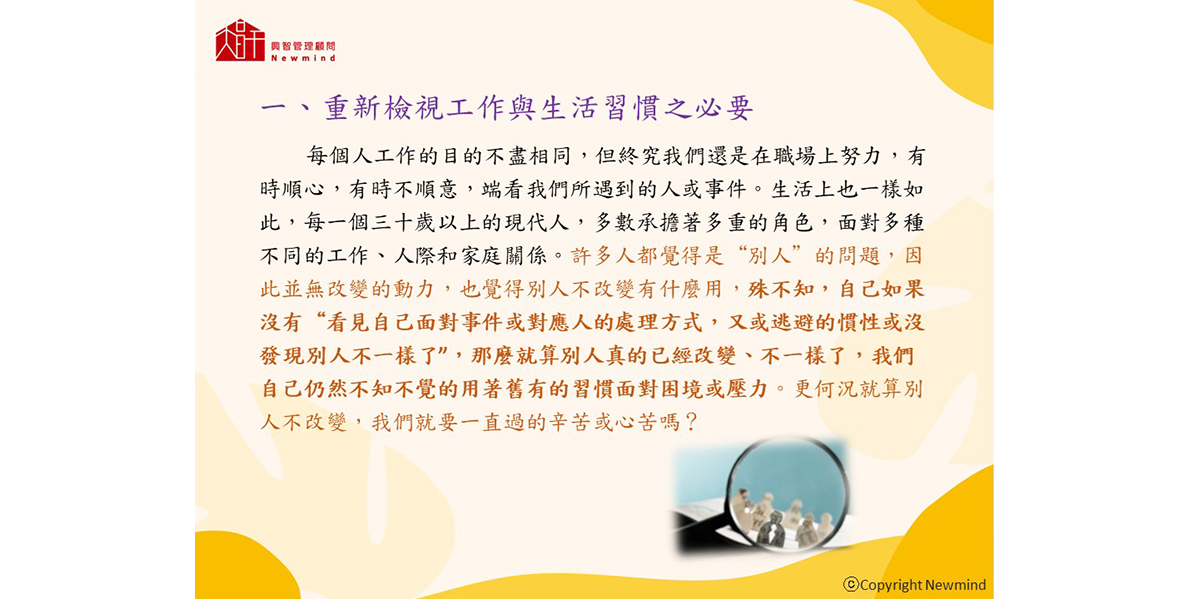 興智管理顧問
Newmind
一、重新檢視工作與生活習慣之必要
每個人工作的目的不盡相同，但終究我們還是在職場上努力，有
時順心，有時不順意，端看我們所遇到的人或事件。生活上也一樣如
此，每一個三十歲以上的現代人，多數承擔著多重的角色，面對多種
不同的工作、人際和家庭關係。許多人都覺得是“別人”的問題，因
此並無改變的動力，也覺得別人不改變有什麼用，殊不知，自己如果
沒有“看見自己面對事件或對應人的處理方式，又或逃避的慣性或沒
發現別人不一樣了”，那麼就算別人真的已經改變、不一樣了，我們
自己仍然不知不覺的用著舊有的習慣面對困境或壓力。更何況就算別
人不改變，我們就要一直過的辛苦或心苦嗎？
ⓒCopyright Newmind